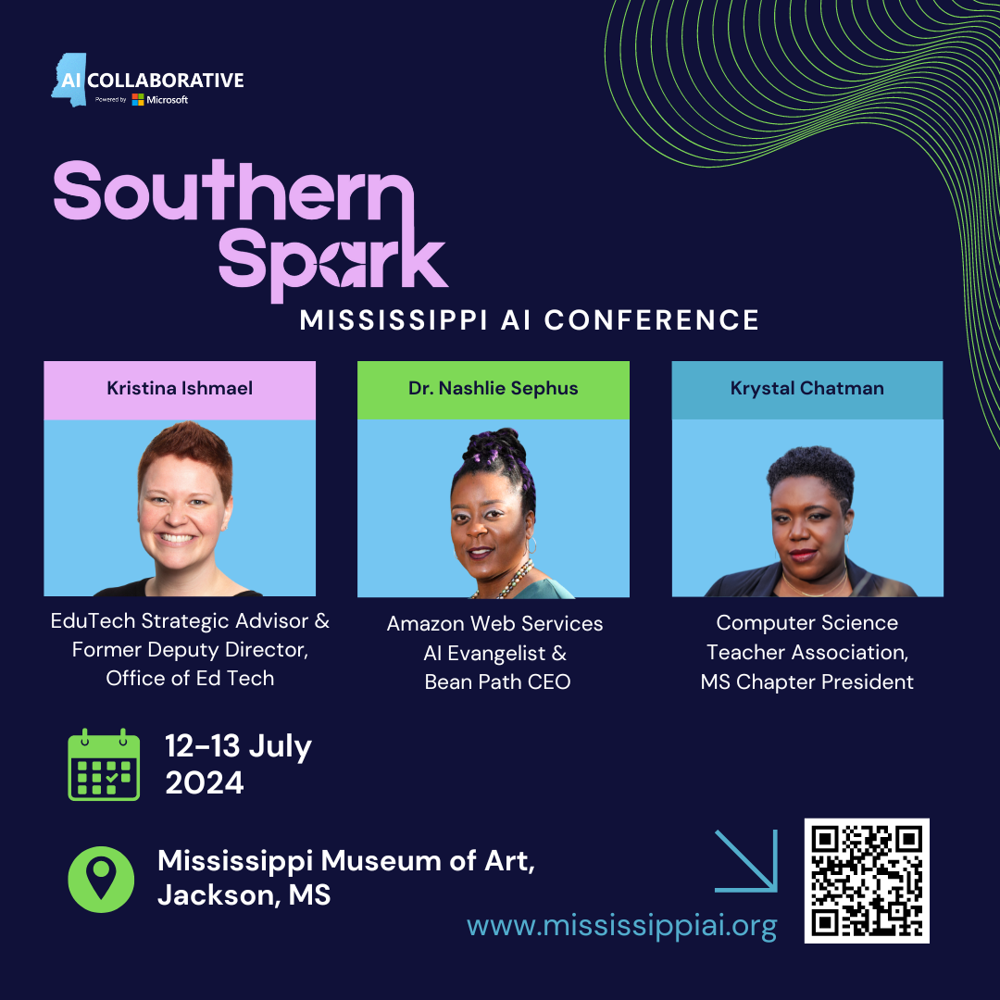 AI COLLABORATIVE
Powered by Microsoft
Southern
Spark
MISSISSIPPI AI CONFERENCE
Kristina Ishmael
EduTech Strategic Advisor &
Former Deputy Director,
Office of Ed Tech
Dr. Nashlie Sephus
Amazon Web Services
AI Evangelist &
Bean Path CEO
Krystal Chatman
Computer Science
Teacher Association,
MS Chapter President
12-13 July
2024
Mississippi Museum of Art,
Jackson, MS
www.mississippiai.org